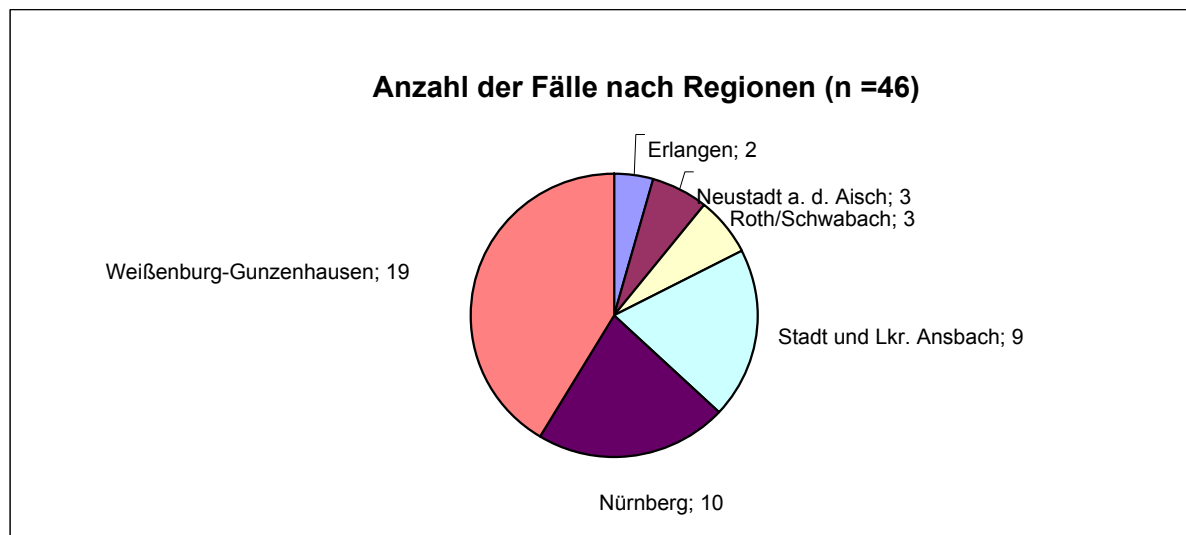 Anzahl der Fälle nach Regionen (n =46)
Erlangen; 2
Neustadt a. d. Aisch; 3
Roth/Schwabach; 3
Weißenburg-Gunzenhausen; 19
Stadt und Lkr. Ansbach; 9
Nürnberg; 10